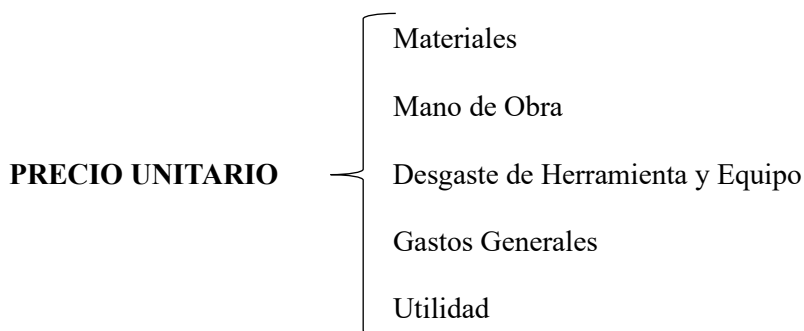 Materiales
Mano de Obra
PRECIO UNITARIO
Desgaste de Herramienta y Equipo
Gastos Generales
Utilidad